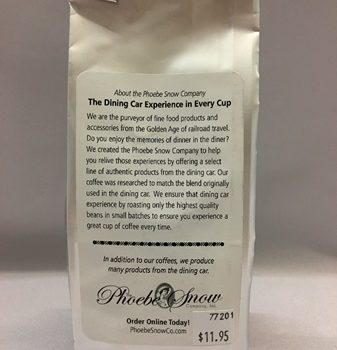 About the Phoebe Snow Company
The Dining Car Experience in Every Cup
We are the purveyor of fine food products and
accessories from the Golden Age of railroad travel.
Do you enjoy the memories of dinner in the diner?
We created the Phoebe Snow Company to help
you relive those experiences by offering a select
line of authentic products from the dining car. Our
coffee was researched to match the blend originally
used in the dining car. We ensure that dining car
experience by roasting only the highest quality
beans in small batches to ensure you experience a
great cup of coffee every time.
In addition to our coffees, we produce
many products from the dining car.
Phoebe Snow
Company, Inc.
77201
Order Online Today!
$11.95
PhoebeSnowCo.com